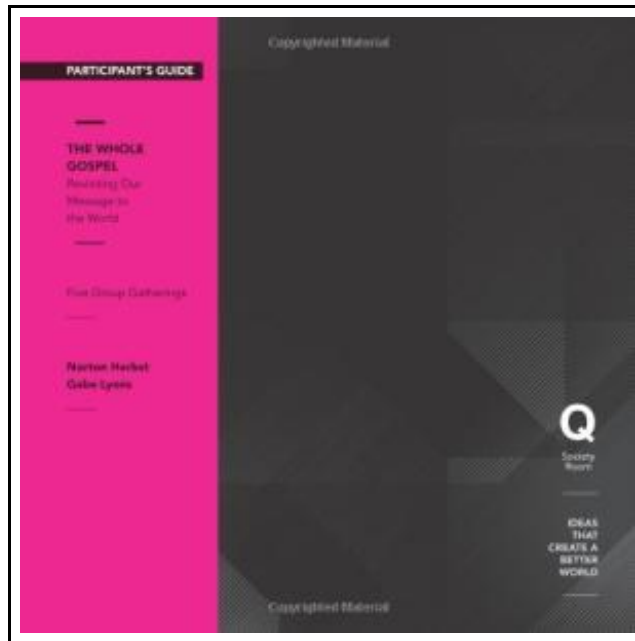 Copyrighted Material
PARTICIPANT'S GUIDE
THE WHOLE
GOSPEL
Revisiting Our
Message to
the World
Five Group Gatherings
Norton Herbst
Gabe Lyons
Q
Society
Room
IDEAS
THAT
CREATE A
BETTER
WORLD
Copyrighted Material